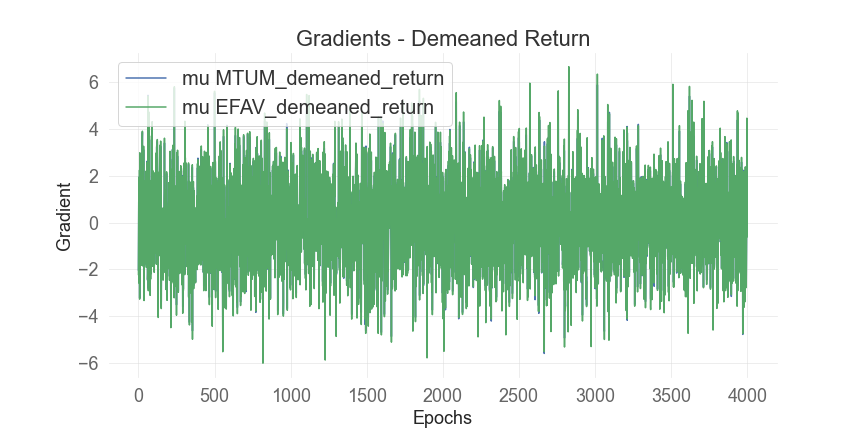 Gradients - Demeaned Return
mu MTUM_demeaned_return
mu EFAV_demeaned_return
6
4
2
0
−2
−4
−6
Gradient
0 500 1000 1500 2000 2500 3000 3500 4000
Epochs